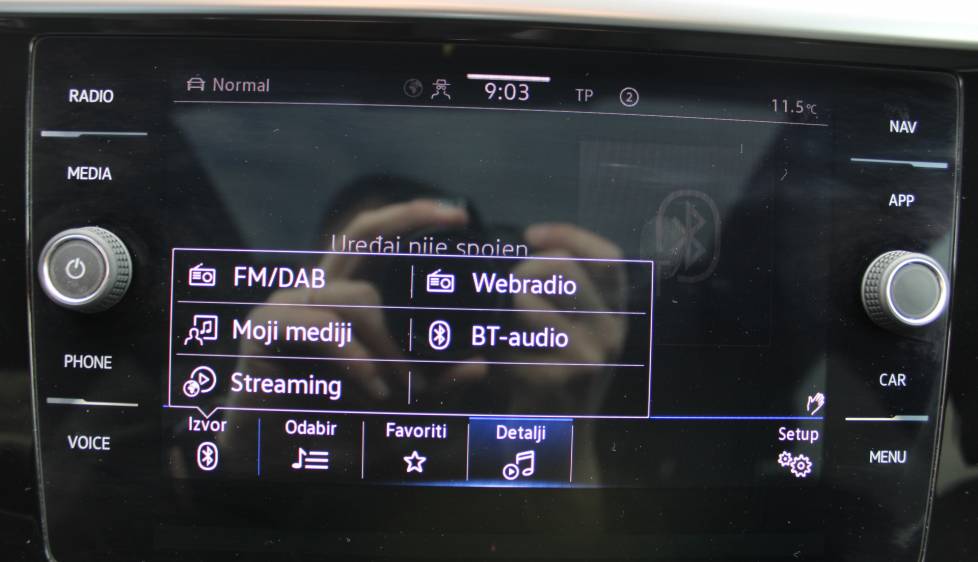 RADIO
MEDIA
PHONE
VOICE
Normal
9:03
TP
2
11.5°C
Uređaj nije spojen
FM/DAB
Webradio
Moji mediji
BT-audio
Streaming
Izvor
Odabir
Favoriti
Detalji
Setup
NAV
APP
CAR
MENU